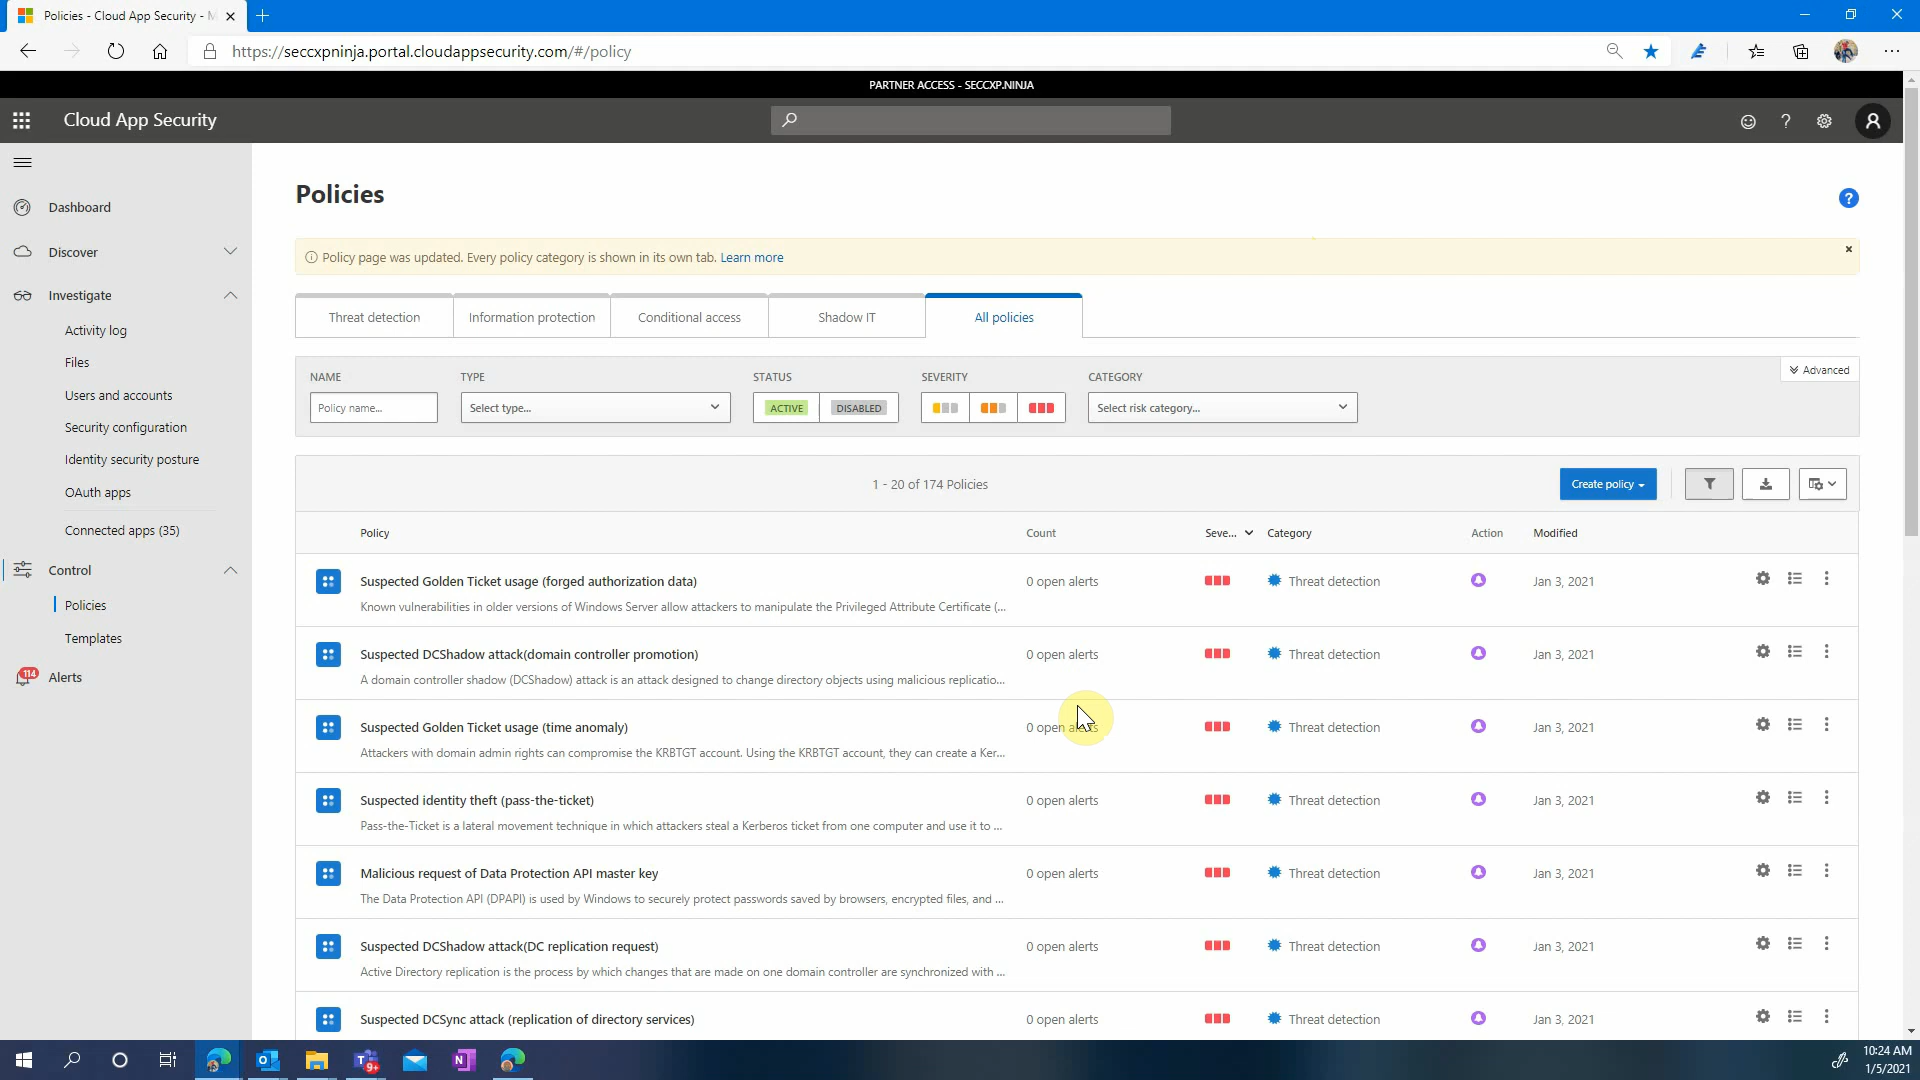 Policies - Cloud App Security - M
https://seccxpninja.portal.cloudappsecurity.com/#/policy
PARTNER ACCESS - SECCXP.NINJA
Cloud App Security
Dashboard
Discover
Investigate
Activity log
Files
Users and accounts
Security configuration
Identity security posture
OAuth apps
Connected apps (35)
Control
Policies
Templates
114
Alerts
Policies
Policy page was updated. Every policy category is shown in its own tab. Learn more
Threat detection
Information protection
Conditional access
Shadow IT
All policies
Advanced
NAME
TYPE
STATUS
SEVERITY
CATEGORY
Policy name...
Select type...
ACTIVE
DISABLED
Select risk category...
1 - 20 of 174 Policies
Create policy
Policy
Count
Seve...
Category
Action
Modified
Suspected Golden Ticket usage (forged authorization data)
0 open alerts
Threat detection
Jan 3, 2021
Known vulnerabilities in older versions of Windows Server allow attackers to manipulate the Privileged Attribute Certificate (...
Suspected DCShadow attack(domain controller promotion)
0 open alerts
Threat detection
Jan 3, 2021
A domain controller shadow (DCShadow) attack is an attack designed to change directory objects using malicious replicatio...
Suspected Golden Ticket usage (time anomaly)
0 open alerts
Threat detection
Jan 3, 2021
Attackers with domain admin rights can compromise the KRBTGT account. Using the KRBTGT account, they can create a Ker...
Suspected identity theft (pass-the-ticket)
0 open alerts
Threat detection
Jan 3, 2021
Pass-the-Ticket is a lateral movement technique in which attackers steal a Kerberos ticket from one computer and use it to ...
Malicious request of Data Protection API master key
0 open alerts
Threat detection
Jan 3, 2021
The Data Protection API (DPAPI) is used by Windows to securely protect passwords saved by browsers, encrypted files, and ...
Suspected DCShadow attack(DC replication request)
0 open alerts
Threat detection
Jan 3, 2021
Active Directory replication is the process by which changes that are made on one domain controller are synchronized with ...
Suspected DCSync attack (replication of directory services)
0 open alerts
Threat detection
Jan 3, 2021
9+
10:24 AM
1/5/2021